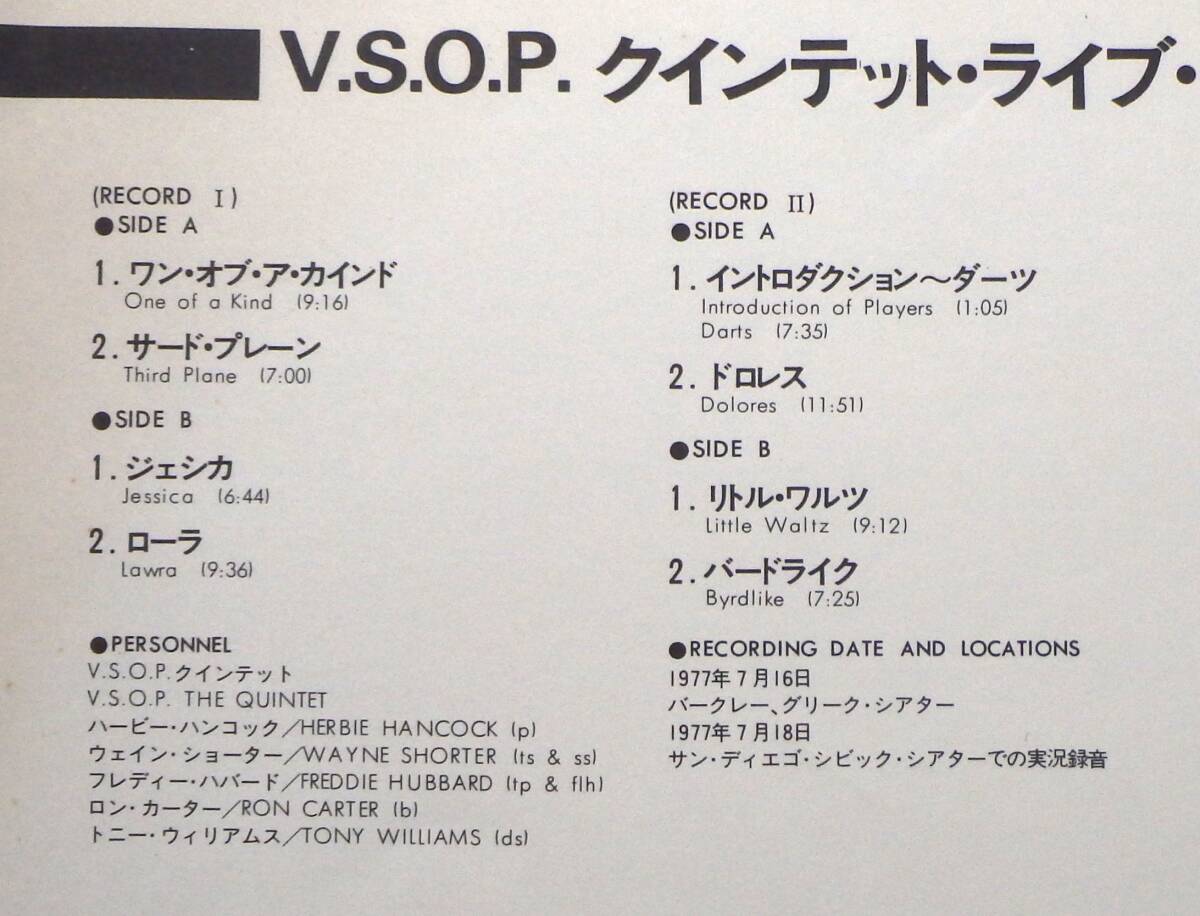 V.S.O.P. クインテット・ライブ・
(RECORD Ⅰ)
●SIDE A
1. ワン・オブ・ア・カインド
One of a Kind (9:16)
2. サード・プレーン
Third Plane (7:00)
●SIDE B
1. ジェシカ
Jessica (6:44)
2. ローラ
Lawra (9:36)
●PERSONNEL
V.S.O.P.クインテット
V.S.O.P. THE QUINTET
ハービー・ハンコック／HERBIE HANCOCK (p)
ウェイン・ショーター／WAYNE SHORTER (ts & ss)
フレディー・ハバード／FREDDIE HUBBARD (tp & flh)
ロン・カーター／RON CARTER (b)
トニー・ウィリアムス／TONY WILLIAMS (ds)
(RECORD Ⅱ)
●SIDE A
1. イントロダクション〜ダーツ
Introduction of Players (1:05)
Darts (7:35)
2. ドロレス
Dolores (11:51)
●SIDE B
1. リトル・ワルツ
Little Waltz (9:12)
2. バードライク
Byrdlike (7:25)
●RECORDING DATE AND LOCATIONS
1977年7月16日
バークレー、グリーク・シアター
1977年7月18日
サン・ディエゴ・シビック・シアターでの実況録音